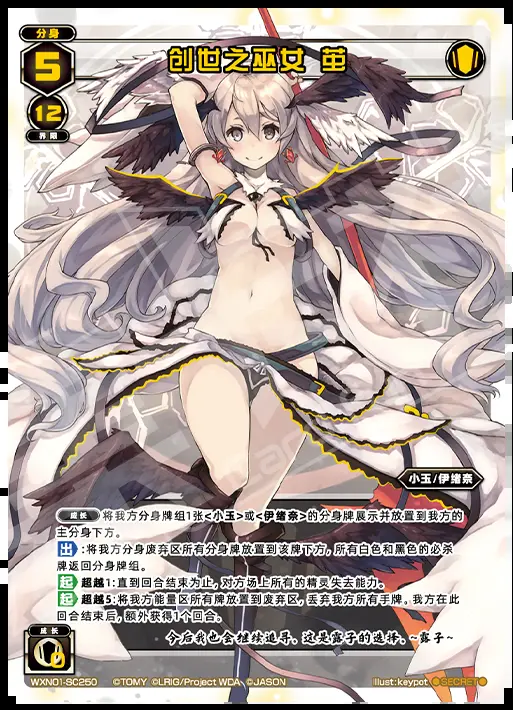 分身
5
创世之巫女 茧
12
界限
小玉/伊绪奈
成长 将我方分身牌组1张<小玉>或<伊绪奈>的分身牌展示并放置到我方的
主分身下方。
出:将我方分身废弃区所有分身牌放置到该牌下方，所有白色和黑色的必杀
牌返回分身牌组。
起 超越1:直到回合结束为止，对方场上所有的精灵失去能力。
起 超越5:将我方能量区所有牌放置到废弃区，丢弃我方所有手牌。我方在此
回合结束后，额外获得1个回合。
成长
0
今后我也会继续追寻。这是露子的选择。~露子~
WXN01-SC250 ©TOMY ©LRIG/Project WDA ©JASON Illust:keypot ●SECRET●